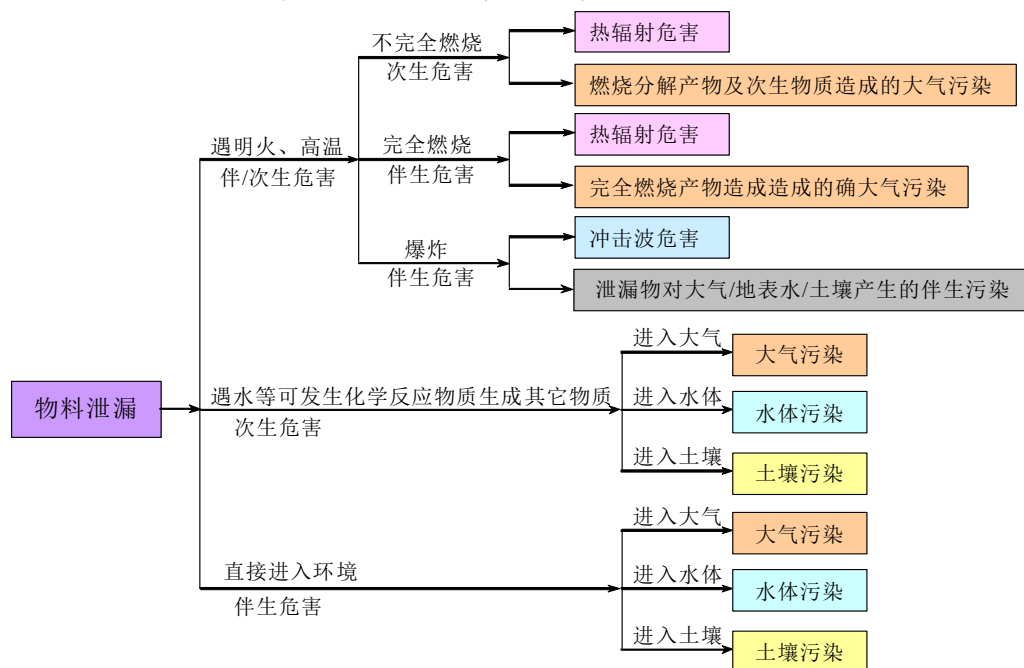 不完全燃烧
次生危害
热辐射危害
燃烧分解产物及次生物质造成的大气污染
遇明火、高温
伴/次生危害
完全燃烧
伴生危害
热辐射危害
完全燃烧产物造成造成的确大气污染
爆炸
伴生危害
冲击波危害
泄漏物对大气/地表水/土壤产生的伴生污染
物料泄漏
遇水等可发生化学反应物质生成其它物质
次生危害
进入大气
大气污染
进入水体
水体污染
进入土壤
土壤污染
直接进入环境
伴生危害
进入大气
大气污染
进入水体
水体污染
进入土壤
土壤污染